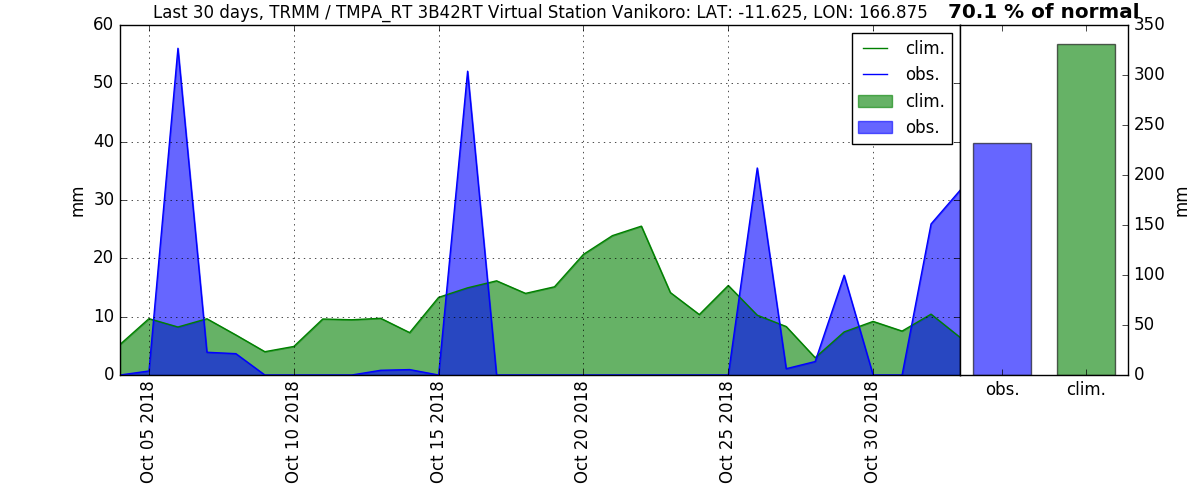 Last 30 days, TRMM / TMPA_RT 3B42RT Virtual Station Vanikoro: LAT: -11.625, LON: 166.875
70.1 % of normal
60
50
40
30
20
10
0
mm
clim.
obs.
clim.
obs.
350
300
250
200
150
100
50
0
mm
Oct 05 2018
Oct 10 2018
Oct 15 2018
Oct 20 2018
Oct 25 2018
Oct 30 2018
obs.
clim.